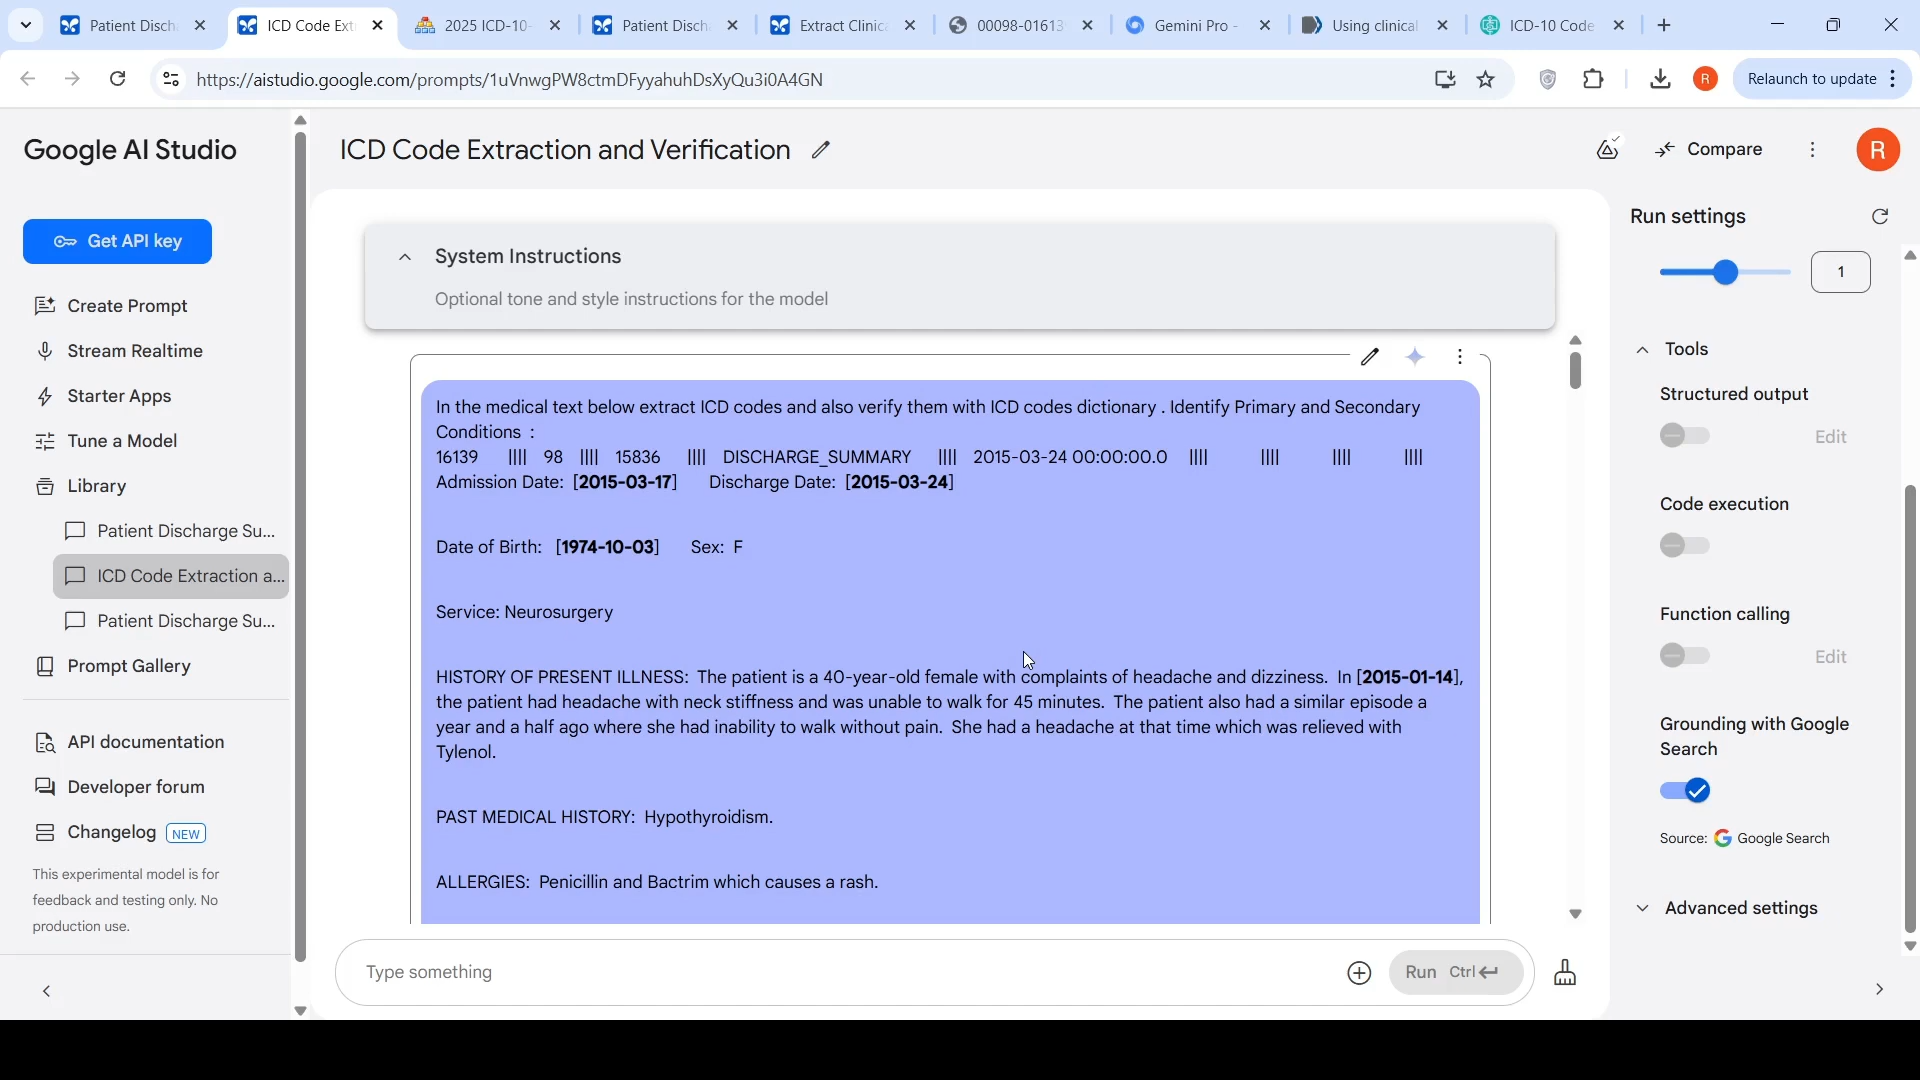 Patient Disch
ICD Code Ext
2025 ICD-10-
Patient Disch
Extract Clinic
00098-01613
Gemini Pro -
Using clinical
ICD-10 Code
https://aistudio.google.com/prompts/1uVnwgPW8ctmDFyyahuhDsXyQu3i0A4GN
R
Relaunch to update
Google AI Studio
ICD Code Extraction and Verification
Compare
R
Get API key
Create Prompt
Stream Realtime
Starter Apps
Tune a Model
Library
Patient Discharge Su...
ICD Code Extraction a...
Patient Discharge Su...
Prompt Gallery
API documentation
Developer forum
Changelog NEW
This experimental model is for
feedback and testing only. No
production use.
System Instructions
Optional tone and style instructions for the model
In the medical text below extract ICD codes and also verify them with ICD codes dictionary . Identify Primary and Secondary
Conditions :
16139 |||| 98 |||| 15836 |||| DISCHARGE_SUMMARY |||| 2015-03-24 00:00:00.0 |||| |||| |||| ||||
Admission Date: [2015-03-17] Discharge Date: [2015-03-24]
Date of Birth: [1974-10-03] Sex: F
Service: Neurosurgery
HISTORY OF PRESENT ILLNESS: The patient is a 40-year-old female with complaints of headache and dizziness. In [2015-01-14],
the patient had headache with neck stiffness and was unable to walk for 45 minutes. The patient also had a similar episode a
year and a half ago where she had inability to walk without pain. She had a headache at that time which was relieved with
Tylenol.
PAST MEDICAL HISTORY: Hypothyroidism.
ALLERGIES: Penicillin and Bactrim which causes a rash.
Type something
Run Ctrl
Run settings
1
Tools
Structured output
Edit
Code execution
Function calling
Edit
Grounding with Google
Search
Source: G Google Search
Advanced settings